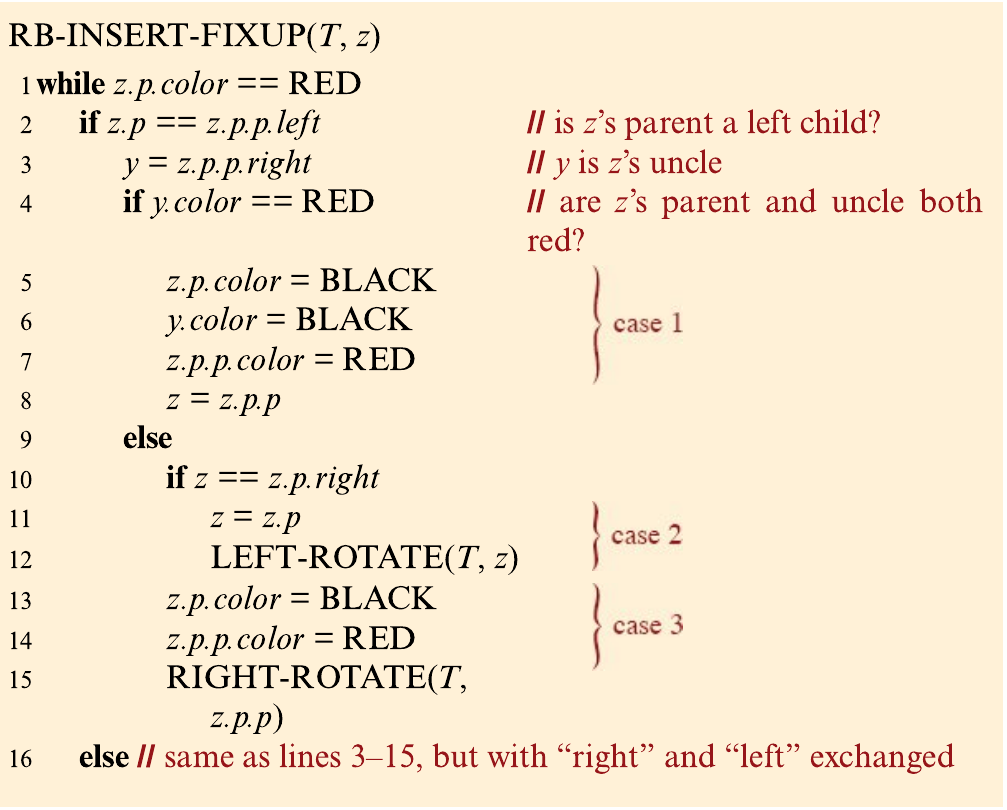 RB-INSERT-FIXUP(T, z)
1 while z.p.color == RED
2 if z.p == z.p.p.left // is z’s parent a left child?
3 y = z.p.p.right // y is z’s uncle
4 if y.color == RED // are z’s parent and uncle both
red?
5 z.p.color = BLACK
6 y.color = BLACK case 1
7 z.p.p.color = RED
8 z = z.p.p
9 else
10 if z == z.p.right
11 z = z.p
case 2
12 LEFT-ROTATE(T, z)
13 z.p.color = BLACK
case 3
14 z.p.p.color = RED
15 RIGHT-ROTATE(T,
z.p.p)
16 else // same as lines 3–15, but with “right” and “left” exchanged